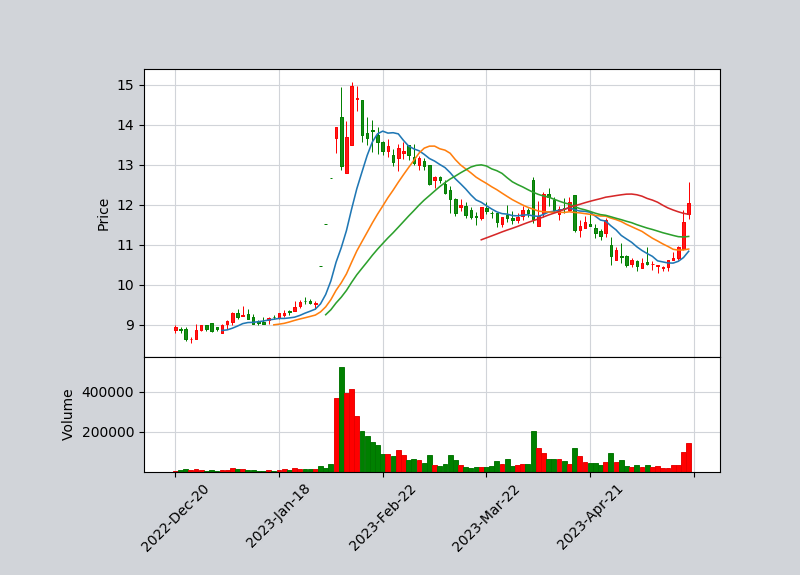 15
14
13
12
11
10
9
Price
400000
200000
Volume
2022-Dec-20
2023-Jan-18
2023-Feb-22
2023-Mar-22
2023-Apr-21